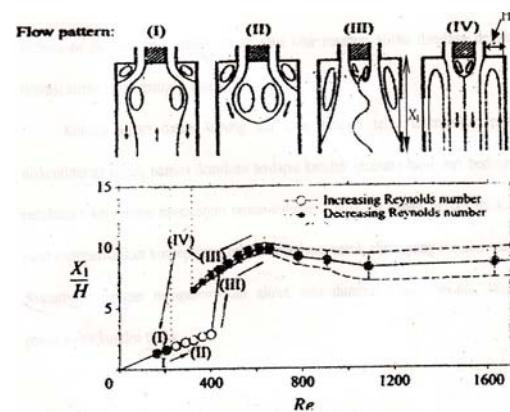 (I) (II) (III) (IV) H
Flow pattern:
X₁
15
Increasing Reynolds number
Decreasing Reynolds number
(IV)
10
(III)
X₁
H
(III)
5
(I)
(II)
0 400 800 1200 1600
Re